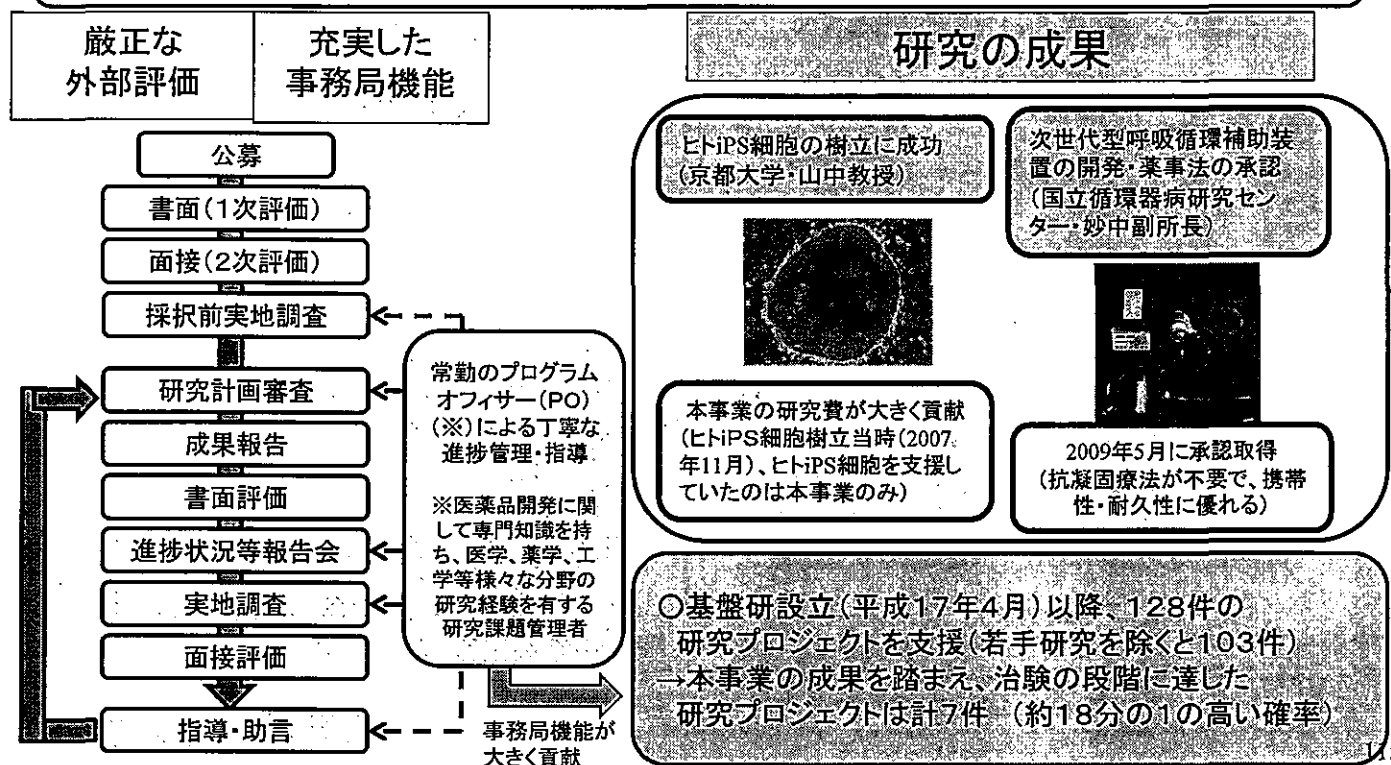 厳正な
外部評価
充実した
事務局機能
公募
書面(1次評価)
面接(2次評価)
採択前実地調査
研究計画審査
成果報告
書面評価
進捗状況等報告会
実地調査
面接評価
指導・助言
常勤のプログラム
オフィサー(PO)
(※)による丁寧な
進捗管理・指導
※医薬品開発に関
して専門知識を持
ち、医学、薬学、工
学等様々な分野の
研究経験を有する
研究課題管理者
事務局機能が
大きく貢献
研究の成果
ヒトiPS細胞の樹立に成功
(京都大学・山中教授)
本事業の研究費が大きく貢献
(ヒトiPS細胞樹立当時(2007
年11月)、ヒトiPS細胞を支援し
ていたのは本事業のみ)
次世代型呼吸循環補助装
置の開発・薬事法の承認
(国立循環器病研究セン
ター・妙中副所長)
2009年5月に承認取得
(抗凝固療法が不要で、携帯
性・耐久性に優れる)
○基盤研設立(平成17年4月)以降、128件の
研究プロジェクトを支援(若手研究を除くと103件)
→本事業の成果を踏まえ、治験の段階に達した
研究プロジェクトは計7件 (約18分の1の高い確率)